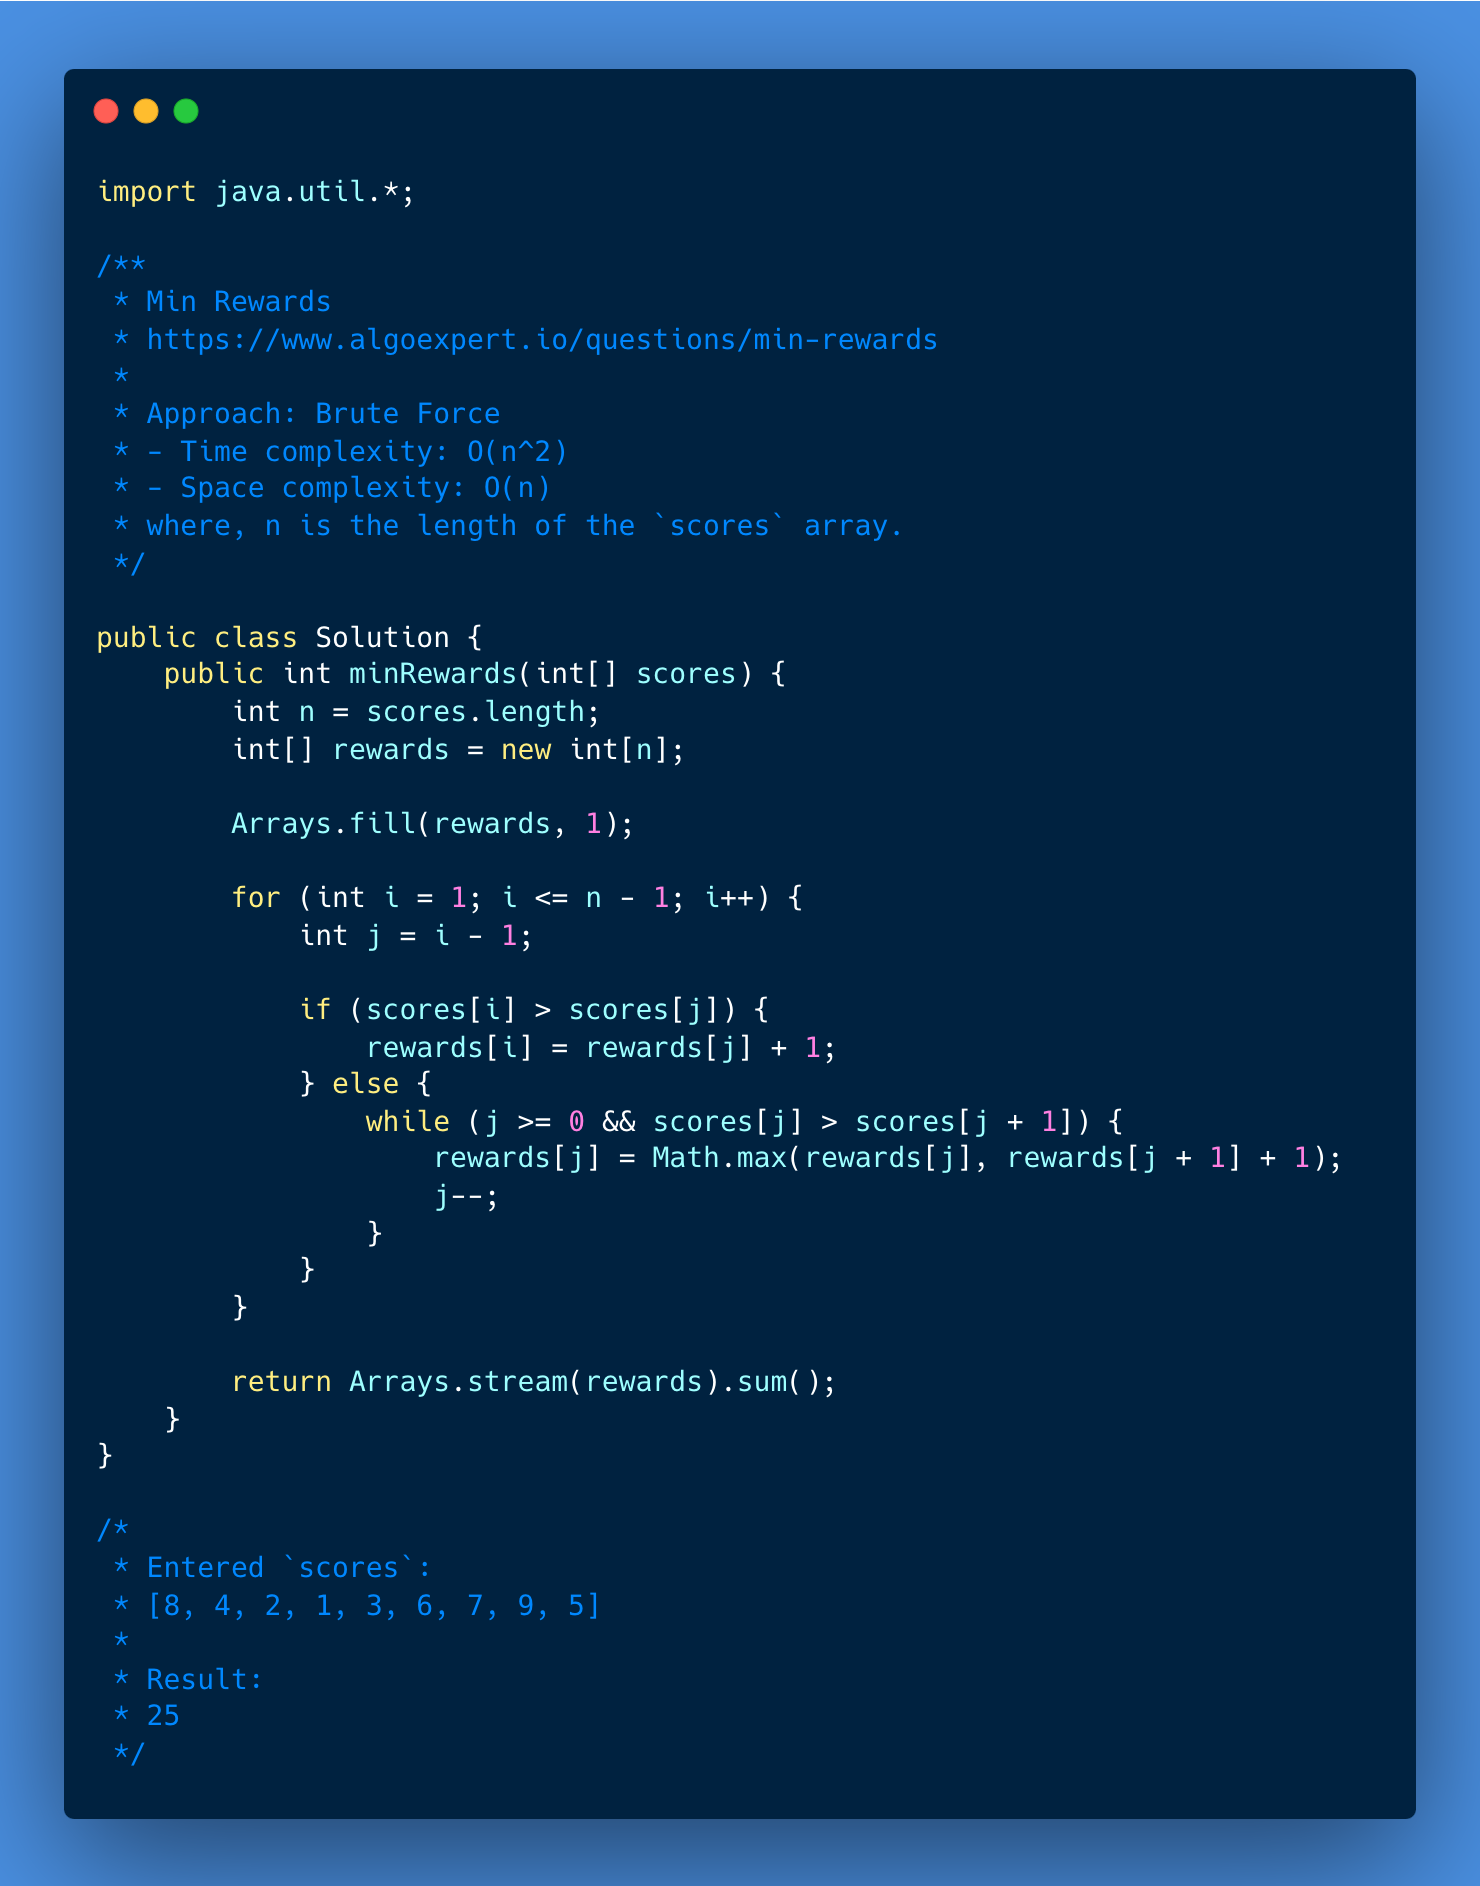 import java.util.*;

/**
 * Min Rewards
 * https://www.algoexpert.io/questions/min-rewards
 *
 * Approach: Brute Force
 * - Time complexity: O(n^2)
 * - Space complexity: O(n)
 * where, n is the length of the `scores` array.
 */

public class Solution {
    public int minRewards(int[] scores) {
        int n = scores.length;
        int[] rewards = new int[n];

        Arrays.fill(rewards, 1);

        for (int i = 1; i <= n - 1; i++) {
            int j = i - 1;

            if (scores[i] > scores[j]) {
                rewards[i] = rewards[j] + 1;
            } else {
                while (j >= 0 && scores[j] > scores[j + 1]) {
                    rewards[j] = Math.max(rewards[j], rewards[j + 1] + 1);
                    j--;
                }
            }
        }

        return Arrays.stream(rewards).sum();
    }
}

/*
 * Entered `scores`:
 * [8, 4, 2, 1, 3, 6, 7, 9, 5]
 *
 * Result:
 * 25
 */